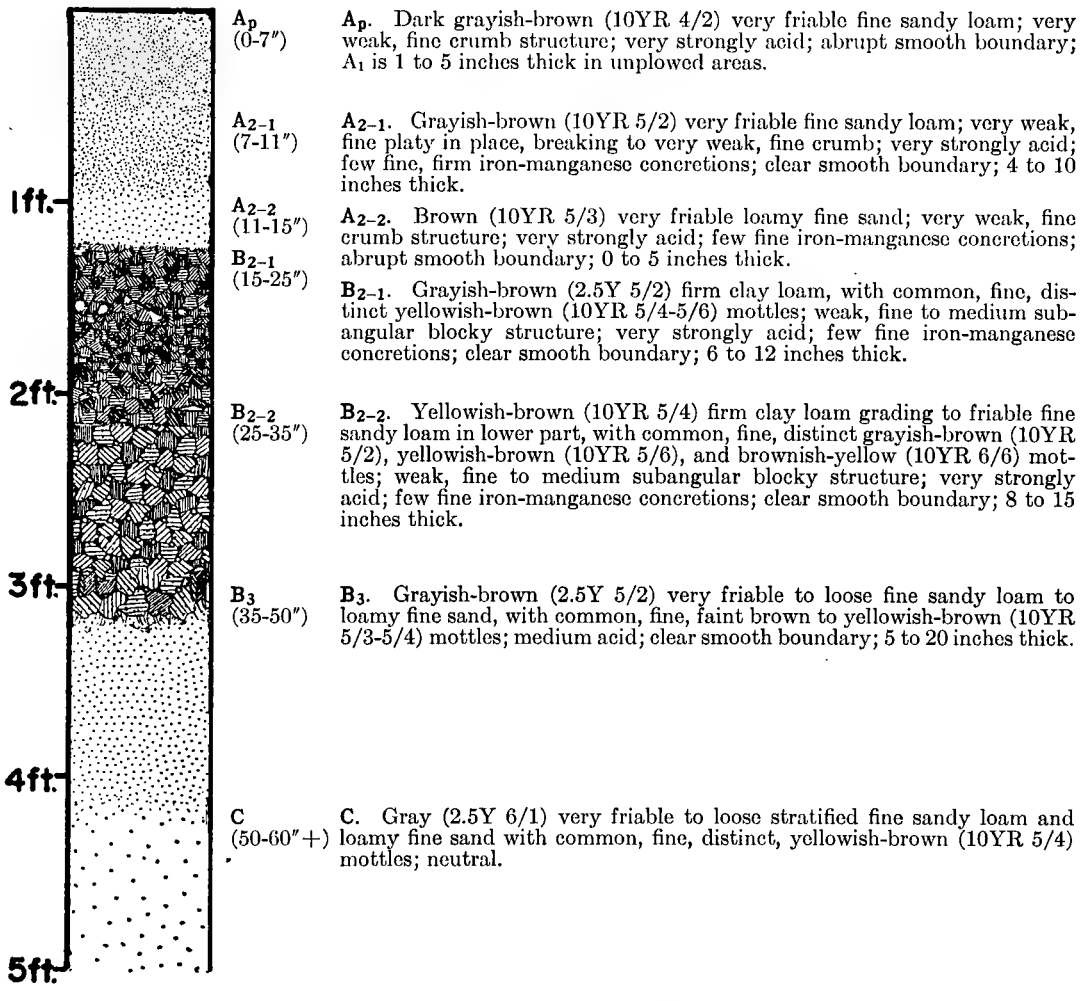 Ap
(0-7")
Ap. Dark grayish-brown (10YR 4/2) very friable fine sandy loam; very
weak, fine crumb structure; very strongly acid; abrupt smooth boundary;
A1 is 1 to 5 inches thick in unplowed areas.
A2-1
(7-11")
A2-1. Grayish-brown (10YR 5/2) very friable fine sandy loam; very weak,
fine platy in place, breaking to very weak, fine crumb; very strongly acid;
few fine, firm iron-manganese concretions; clear smooth boundary; 4 to 10
inches thick.
1ft.
A2-2
(11-15")
A2-2. Brown (10YR 5/3) very friable loamy fine sand; very weak, fine
crumb structure; very strongly acid; few fine iron-manganese concretions;
abrupt smooth boundary; 0 to 5 inches thick.
B2-1
(15-25")
B2-1. Grayish-brown (2.5Y 5/2) firm clay loam, with common, fine, dis-
tinct yellowish-brown (10YR 5/4-5/6) mottles; weak, fine to medium sub-
angular blocky structure; very strongly acid; few fine iron-manganese
concretions; clear smooth boundary; 6 to 12 inches thick.
2ft.
B2-2
(25-35")
B2-2. Yellowish-brown (10YR 5/4) firm clay loam grading to friable fine
sandy loam in lower part, with common, fine, distinct grayish-brown (10YR
5/2), yellowish-brown (10YR 5/6), and brownish-yellow (10YR 6/6) mot-
tles; weak, fine to medium subangular blocky structure; very strongly
acid; few fine iron-manganese concretions; clear smooth boundary; 8 to 15
inches thick.
3ft.
B3
(35-50")
B3. Grayish-brown (2.5Y 5/2) very friable to loose fine sandy loam to
loamy fine sand, with common, fine, faint brown to yellowish-brown (10YR
5/3-5/4) mottles; medium acid; clear smooth boundary; 5 to 20 inches thick.
4ft.
C
(50-60"+)
C. Gray (2.5Y 6/1) very friable to loose stratified fine sandy loam and
loamy fine sand with common, fine, distinct, yellowish-brown (10YR 5/4)
mottles; neutral.
5ft.